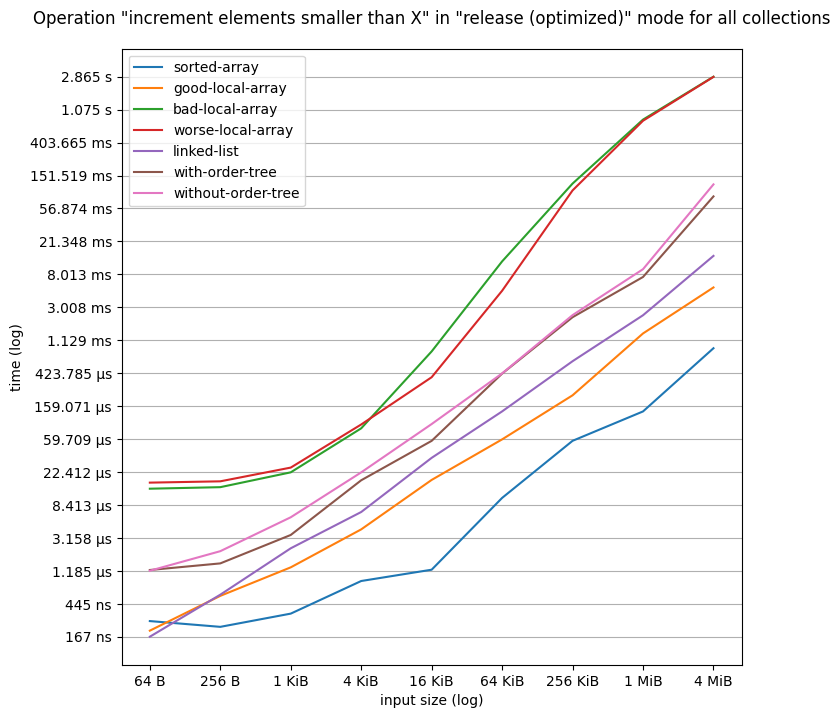 Operation "increment elements smaller than X" in "release (optimized)" mode for all collections
sorted-array
good-local-array
bad-local-array
worse-local-array
linked-list
with-order-tree
without-order-tree
2.865 s
1.075 s
403.665 ms
151.519 ms
56.874 ms
21.348 ms
8.013 ms
3.008 ms
1.129 ms
423.785 µs
159.071 µs
59.709 µs
22.412 µs
8.413 µs
3.158 µs
1.185 µs
445 ns
167 ns
time (log)
64 B 256 B 1 KiB 4 KiB 16 KiB 64 KiB 256 KiB 1 MiB 4 MiB
input size (log)